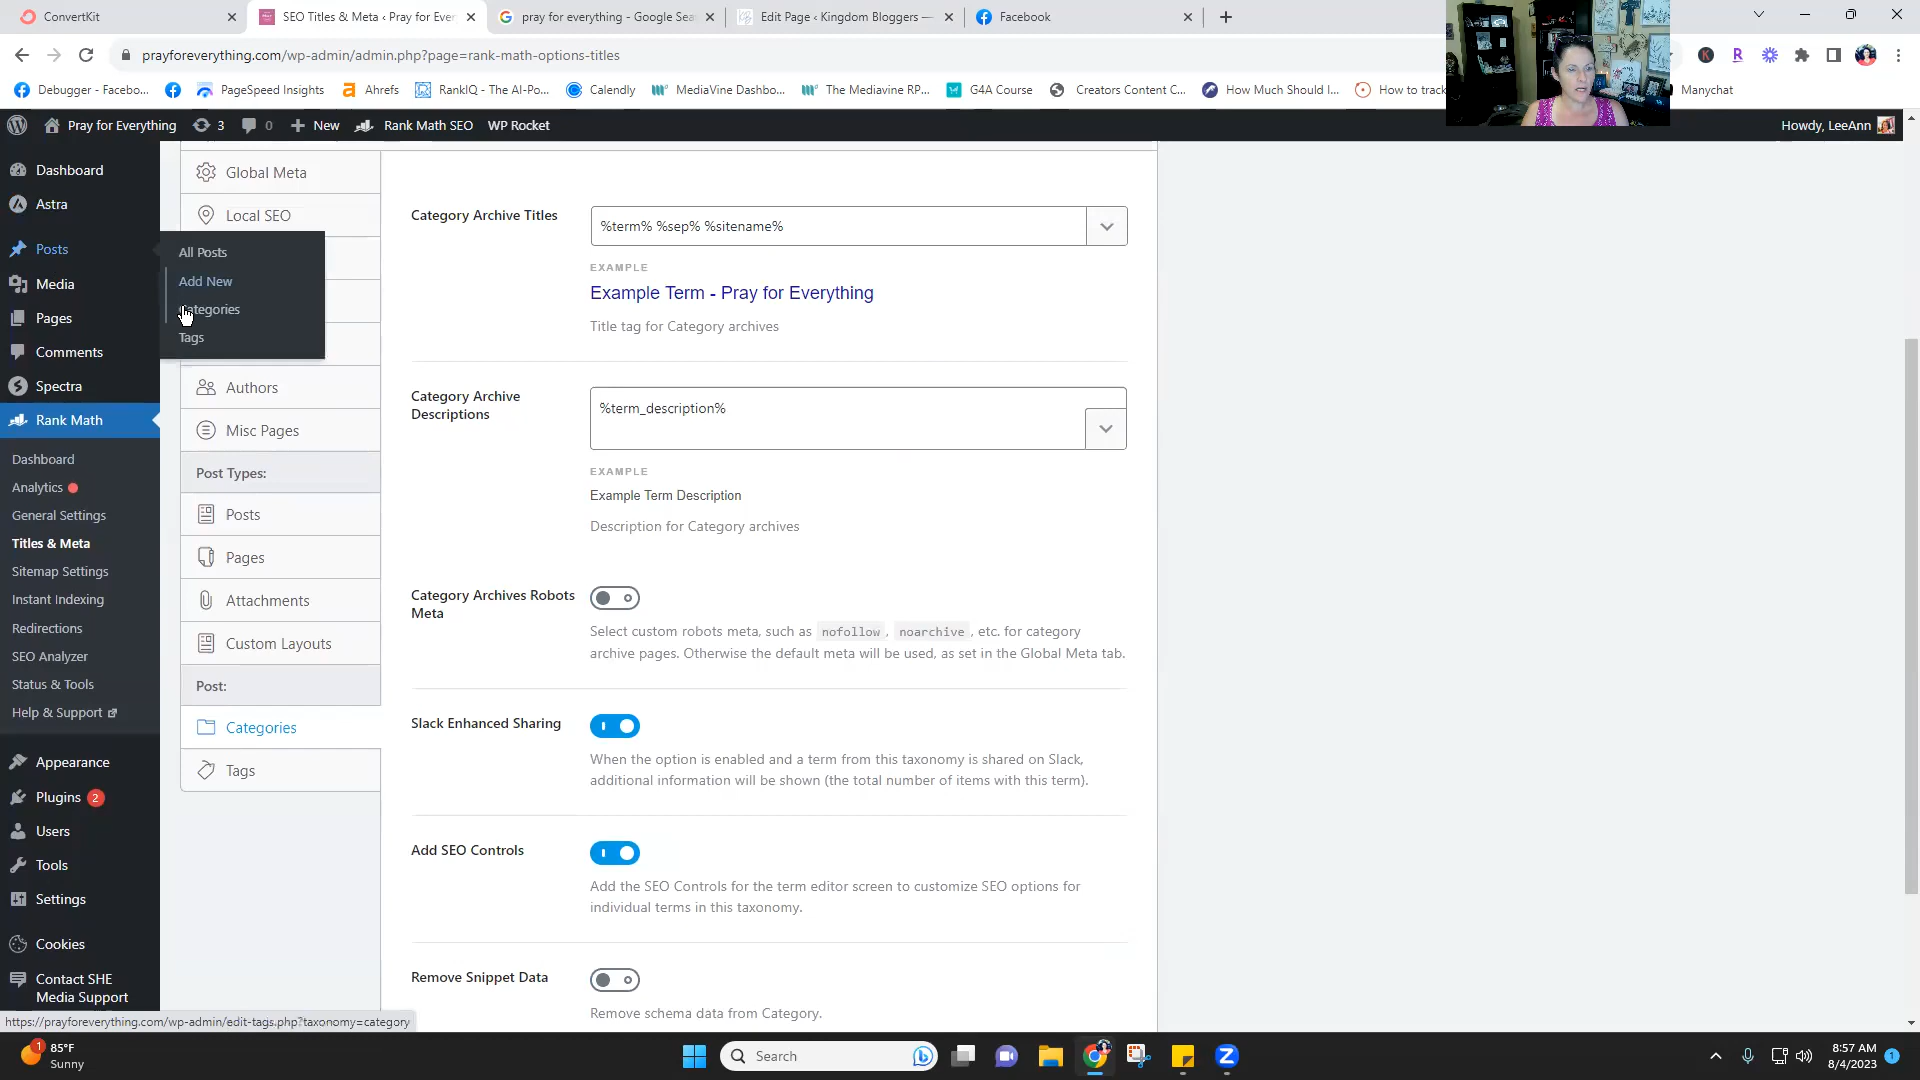 ConvertKit
SEO Titles & Meta ‹ Pray for Ever
pray for everything - Google Sea
Edit Page ‹ Kingdom Bloggers —
Facebook
prayforeverything.com/wp-admin/admin.php?page=rank-math-options-titles
Debugger - Facebo...
PageSpeed Insights
Ahrefs
RankIQ - The AI-Po...
Calendly
MediaVine Dashbo...
The Mediavine RP...
G4A Course
Creators Content C...
How Much Should I...
How to track
Manychat
Pray for Everything
3
0
New
Rank Math SEO
WP Rocket
Howdy, LeeAnn
Dashboard
Astra
Posts
Media
Pages
Comments
Spectra
Rank Math
Dashboard
Analytics
General Settings
Titles & Meta
Sitemap Settings
Instant Indexing
Redirections
SEO Analyzer
Status & Tools
Help & Support
Appearance
Plugins 2
Users
Tools
Settings
Cookies
Contact SHE
Media Support
All Posts
Add New
Categories
Tags
Global Meta
Local SEO
Authors
Misc Pages
Post Types:
Posts
Pages
Attachments
Custom Layouts
Post:
Categories
Tags
Category Archive Titles
%term% %sep% %sitename%
EXAMPLE
Example Term - Pray for Everything
Title tag for Category archives
Category Archive
Descriptions
%term_description%
EXAMPLE
Example Term Description
Description for Category archives
Category Archives Robots
Meta
Select custom robots meta, such as nofollow, noarchive, etc. for category
archive pages. Otherwise the default meta will be used, as set in the Global Meta tab.
Slack Enhanced Sharing
When the option is enabled and a term from this taxonomy is shared on Slack,
additional information will be shown (the total number of items with this term).
Add SEO Controls
Add the SEO Controls for the term editor screen to customize SEO options for
individual terms in this taxonomy.
Remove Snippet Data
Remove schema data from Category.
https://prayforeverything.com/wp-admin/edit-tags.php?taxonomy=category
1
85°F
Sunny
Search
8:57 AM
8/4/2023
1